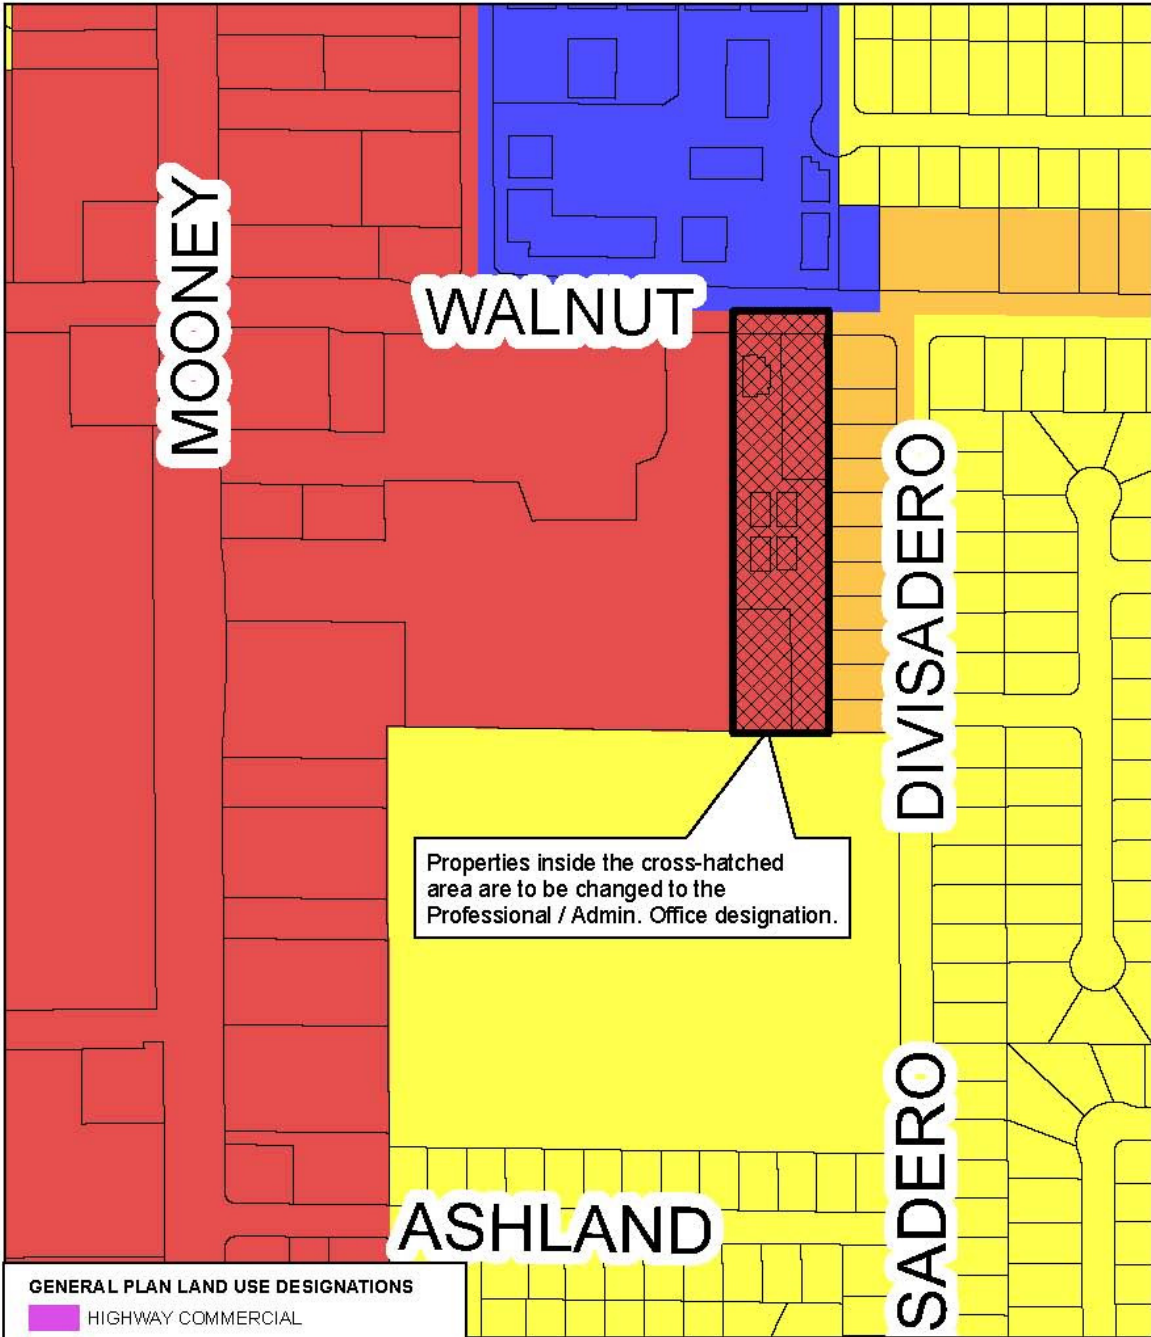 MOONEY
WALNUT
DIVISADERO
Properties inside the cross-hatched
area are to be changed to the
Professional / Admin. Office designation.
SADERO
ASHLAND
GENERAL PLAN LAND USE DESIGNATIONS
HIGHWAY COMMERCIAL